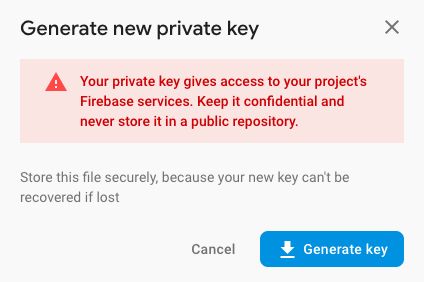 Generate new private key
Your private key gives access to your project's
Firebase services. Keep it confidential and
never store it in a public repository.
Store this file securely, because your new key can't be
recovered if lost
Cancel
Generate key